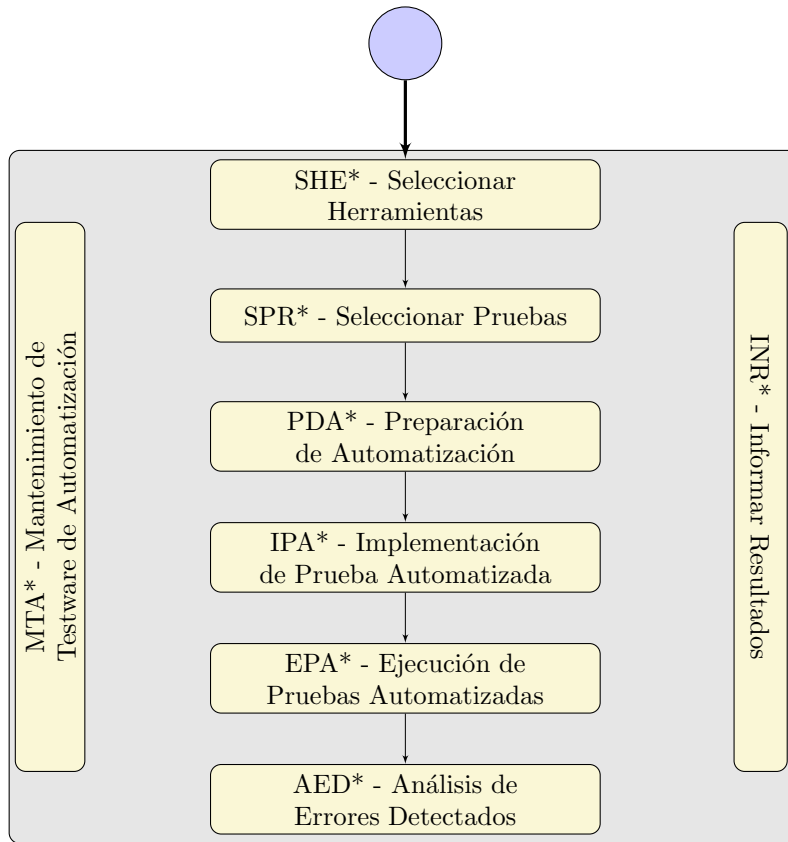 SHE* - Seleccionar
Herramientas
SPR* - Seleccionar Pruebas
PDA* - Preparación
de Automatización
IPA* - Implementación
de Prueba Automatizada
EPA* - Ejecución de
Pruebas Automatizadas
AED* - Análisis de
Errores Detectados
MTA* - Mantenimiento de
Testware de Automatización
INR* - Informar Resultados